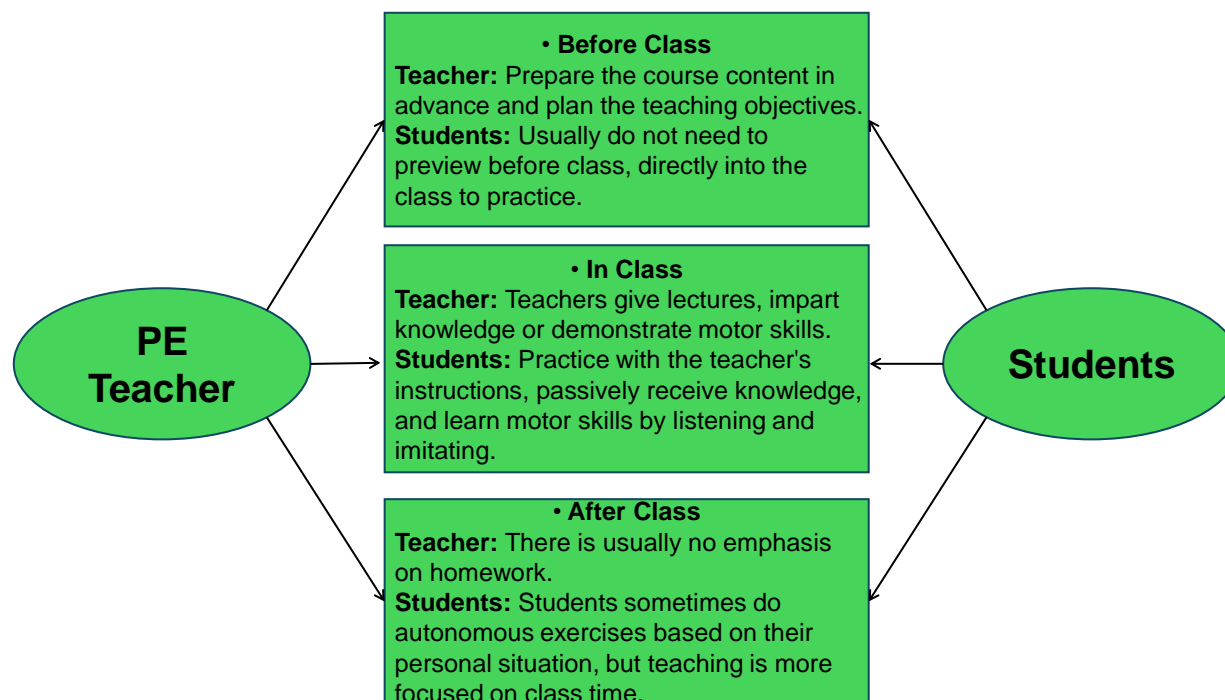 • Before Class
Teacher: Prepare the course content in
advance and plan the teaching objectives.
Students: Usually do not need to
preview before class, directly into the
class to practice.
• In Class
Teacher: Teachers give lectures, impart
knowledge or demonstrate motor skills.
Students: Practice with the teacher's
instructions, passively receive knowledge,
and learn motor skills by listening and
imitating.
PE
Teacher
Students
• After Class
Teacher: There is usually no emphasis
on homework.
Students: Students sometimes do
autonomous exercises based on their
personal situation, but teaching is more
focused on class time.